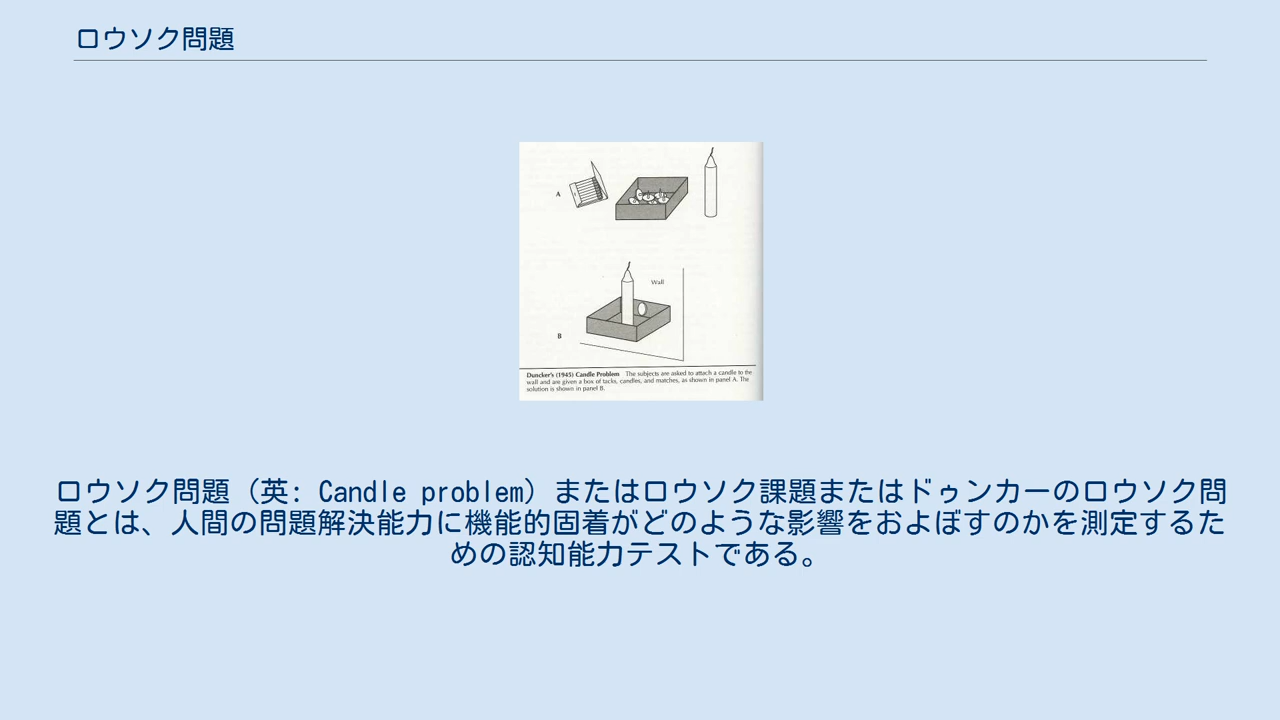 ロウソク問題
A
Wall
B
Duncker's (1945) Candle Problem The subjects are asked to attach a candle to the
wall and are given a box of tacks, candles, and matches, as shown in panel A. The
solution is shown in panel B.
ロウソク問題（英: Candle problem）またはロウソク課題またはドゥンカーのロウソク問
題とは、人間の問題解決能力に機能的固着がどのような影響をおよぼすのかを測定するた
めの認知能力テストである。